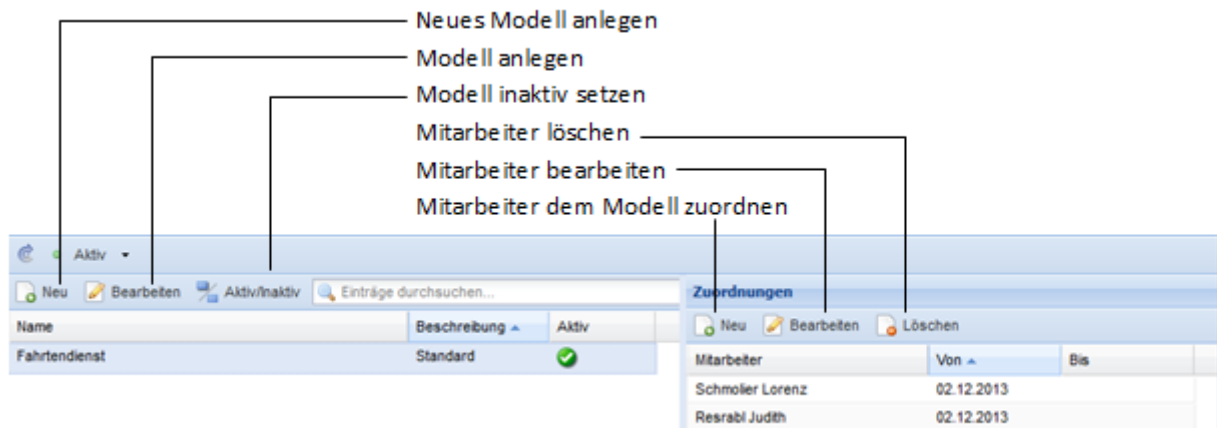 Neues Modell anlegen
Modell anlegen
Modell inaktiv setzen
Mitarbeiter löschen
Mitarbeiter bearbeiten
Mitarbeiter dem Modell zuordnen
Aktiv
Neu Bearbeiten Aktiv/Inaktiv Einträge durchsuchen... Zuordnungen
Name Beschreibung Aktiv Neu Bearbeiten Löschen
Fahrtendienst Standard Mitarbeiter Von Bis
Schmolier Lorenz 02.12.2013
Resrabl Judith 02.12.2013